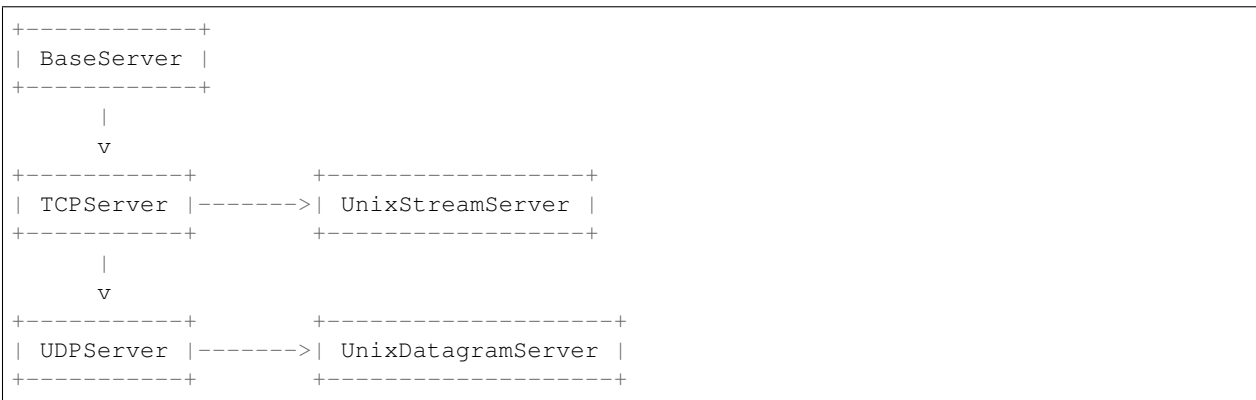 +------------+
| BaseServer |
+------------+
      |
      v
+-----------+        +------------------+
| TCPServer |------->| UnixStreamServer |
+-----------+        +------------------+
      |
      v
+-----------+        +--------------------+
| UDPServer |------->| UnixDatagramServer |
+-----------+        +--------------------+